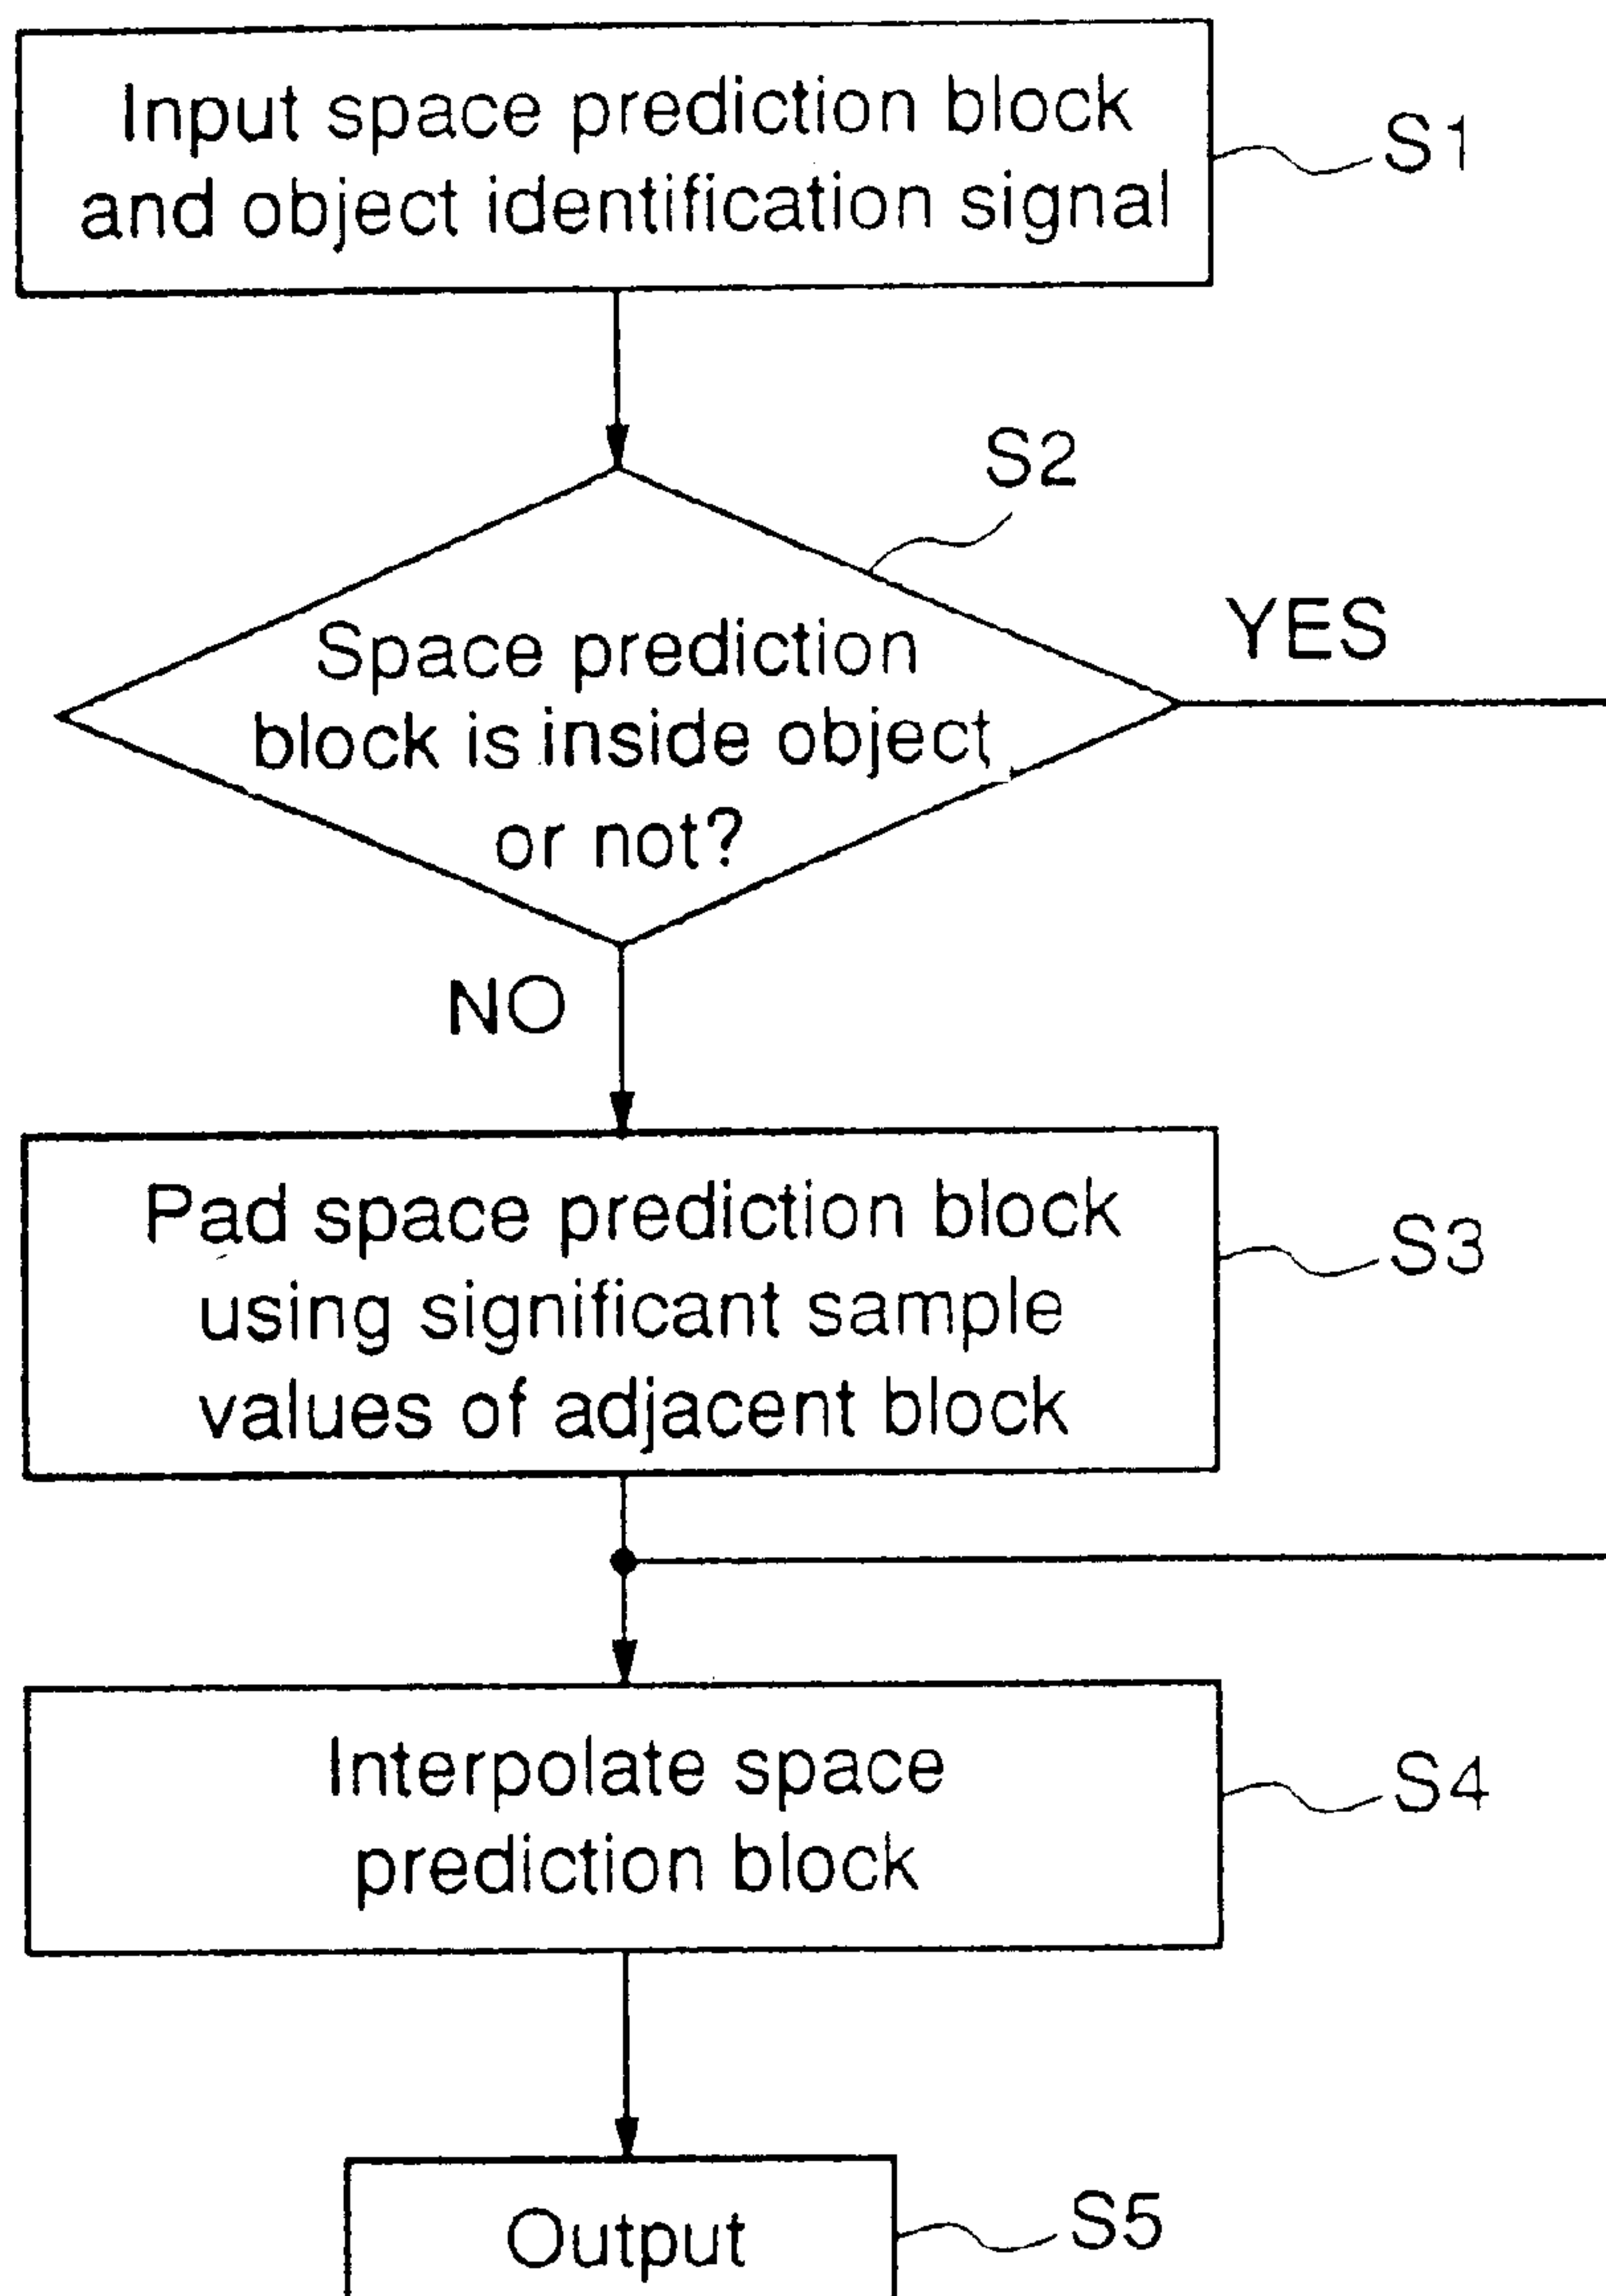 Input space prediction block
and object identification signal
S1
S2
Space prediction
block is inside object
or not?
YES
NO
Pad space prediction block
using significant sample
values of adjacent block
S3
Interpolate space
prediction block
S4
Output
S5